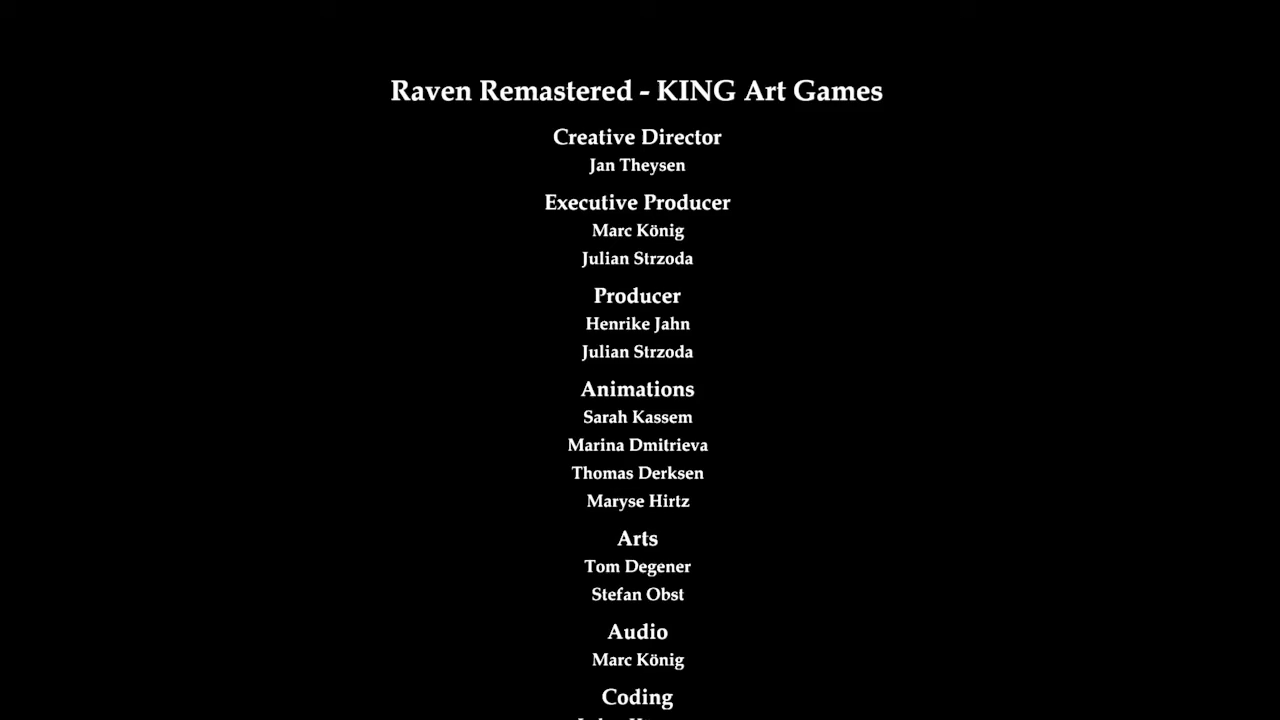 Raven Remastered - KING Art Games
Creative Director
Jan Theysen
Executive Producer
Marc König
Julian Strzoda
Producer
Henrike Jahn
Julian Strzoda
Animations
Sarah Kassem
Marina Dmitrieva
Thomas Derksen
Maryse Hirtz
Arts
Tom Degener
Stefan Obst
Audio
Marc König
Coding